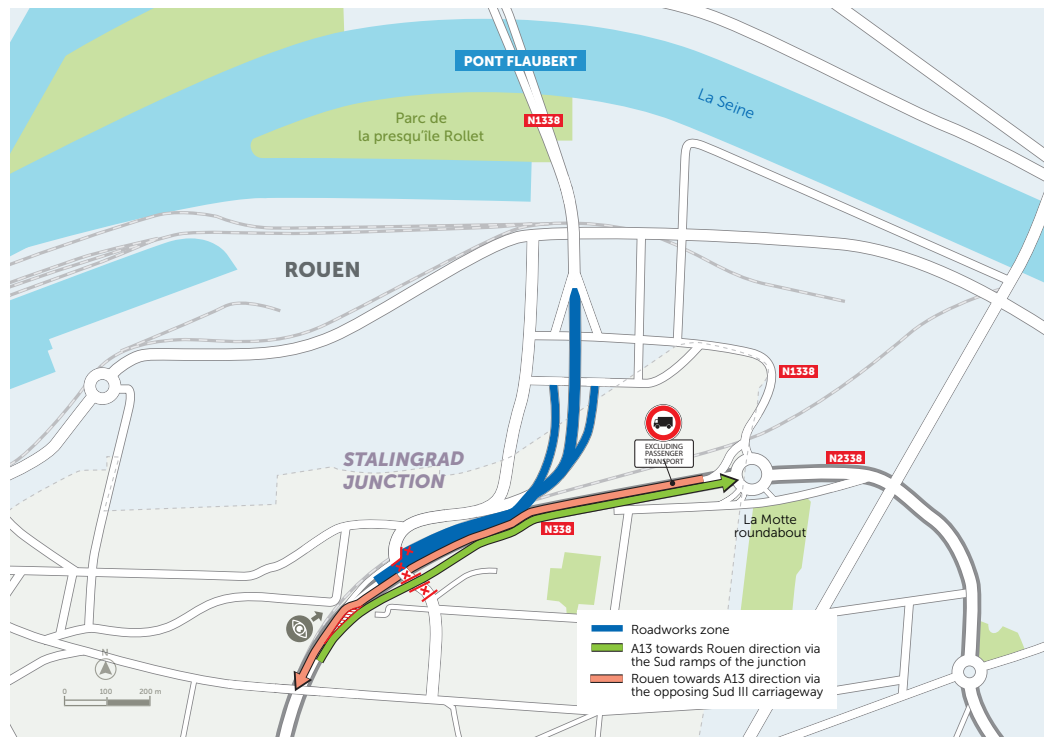 PONT FLAUBERT
La Seine
Parc de
la presqu'île Rollet
N1338
ROUEN
N1338
EXCLUDING
PASSENGER
TRANSPORT
STALINGRAD
JUNCTION
N2338
La Motte
roundabout
N338
Roadworks zone
A13 towards Rouen direction via
the Sud ramps of the junction
Rouen towards A13 direction via
the opposing Sud III carriageway
N
0 100 200 m